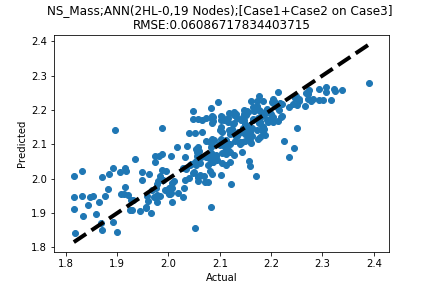 NS_Mass;ANN(2HL-0,19 Nodes);[Case1+Case2 on Case3]
RMSE:0.06086717834403715
2.4
2.3
2.2
2.1
2.0
1.9
1.8
Predicted
1.8 1.9 2.0 2.1 2.2 2.3 2.4
Actual